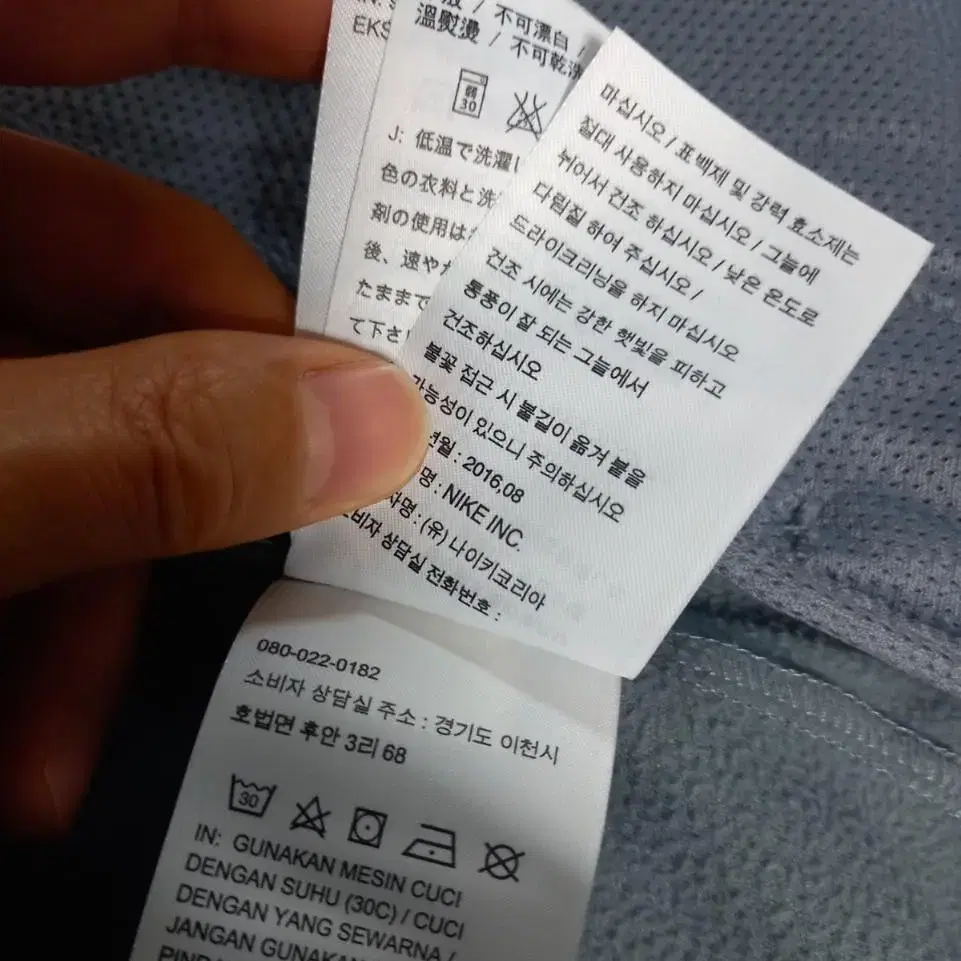 EKS
/ 不可漂白 /
溫熨燙 / 不可乾洗
弱
30
J: 低温で洗濯
色の衣料と洗
剤の使用は
後、速や
たままで
て下さ
마십시오 / 표백제 및 강력 효소제는
절대 사용하지 마십시오 / 그늘에
뉘어서 건조 하십시오 / 낮은 온도로
다림질 하여 주십시오 /
드라이크리닝을 하지 마십시오
건조 시에는 강한 햇빛을 피하고
통풍이 잘 되는 그늘에서
건조하십시오
불꽃 접근 시 불길이 옮겨 붙을
가능성이 있으니 주의하십시오
년월 : 2016,08
명 : NIKE INC.
자명 : (유) 나이키코리아
소비자 상담실 전화번호 :
080-022-0182
소비자 상담실 주소 : 경기도 이천시
호법면 후안 3리 68
30
IN: GUNAKAN MESIN CUCI
DENGAN SUHU (30C) / CUCI
DENGAN YANG SEWARNA /
JANGAN GUNAKAN